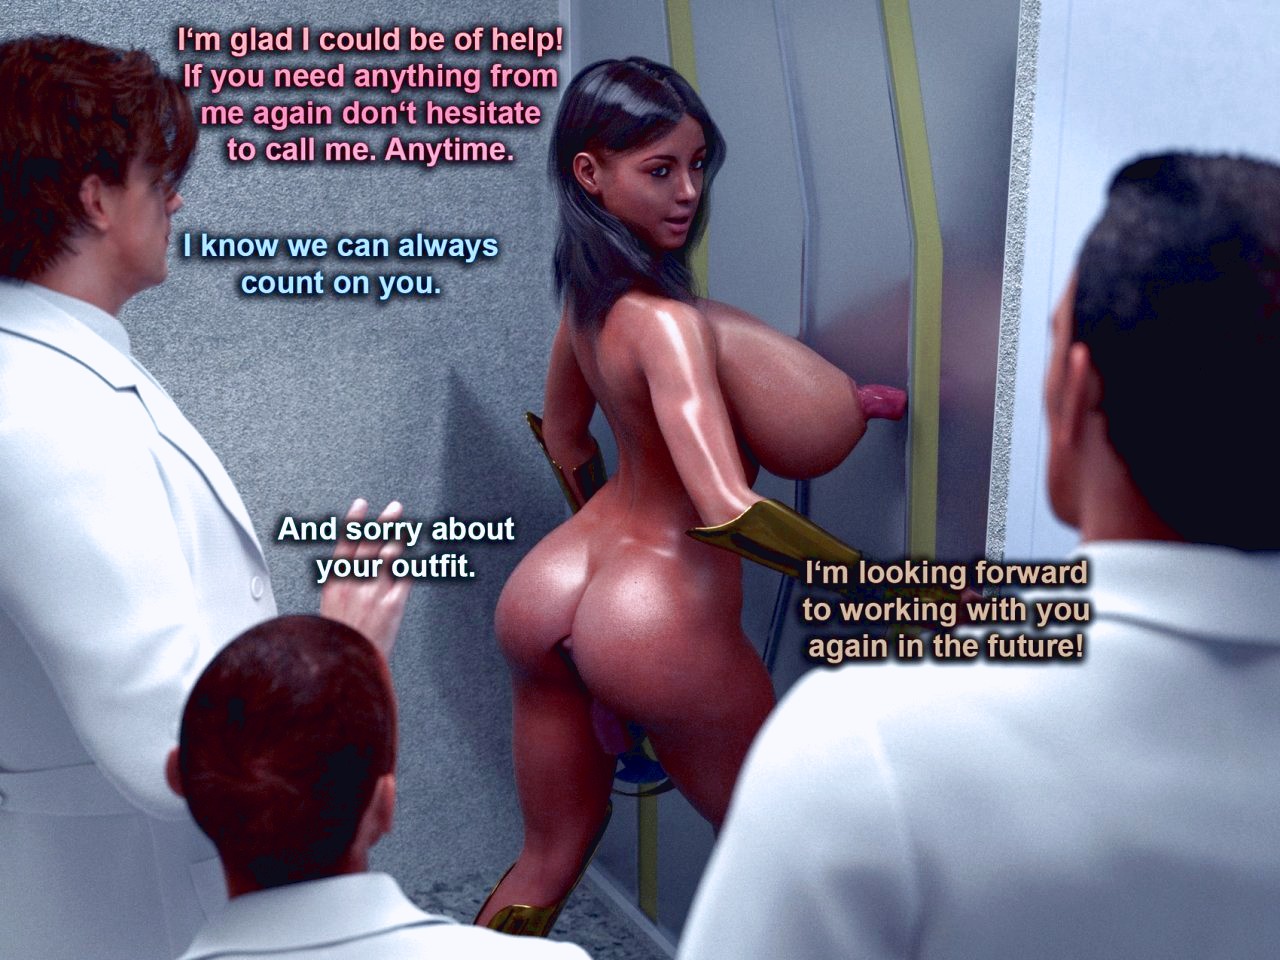 I'm glad I could be of help!
If you need anything from
me again don't hesitate
to call me. Anytime.
I know we can always
count on you.
And sorry about
your outfit.
I'm looking forward
to working with you
again in the future!